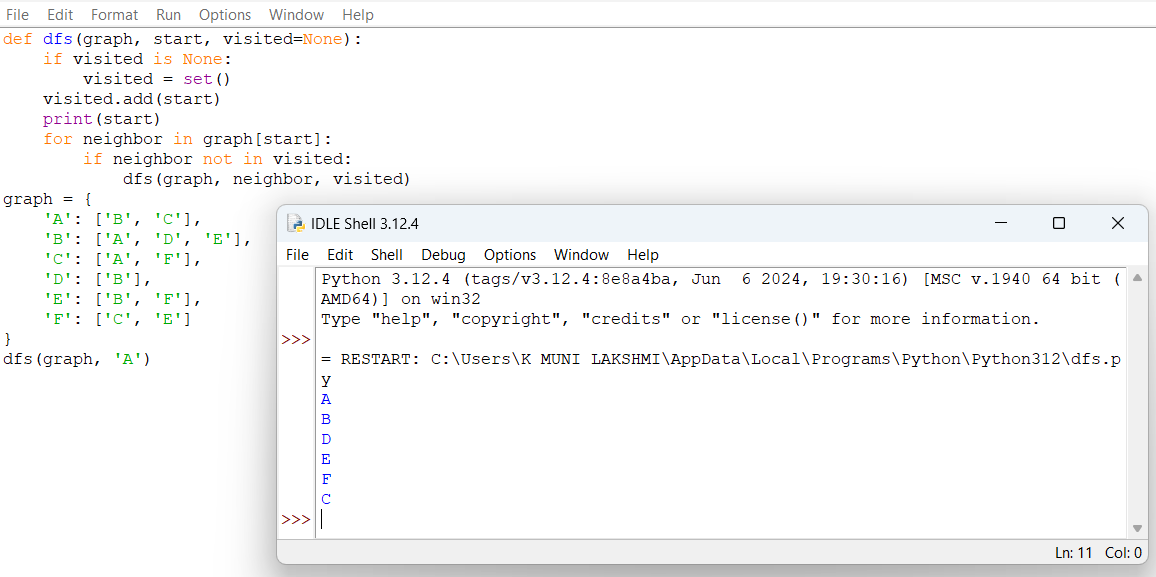 File Edit Format Run Options Window Help
def dfs(graph, start, visited=None):
    if visited is None:
        visited = set()
    visited.add(start)
    print(start)
    for neighbor in graph[start]:
        if neighbor not in visited:
            dfs(graph, neighbor, visited)
graph = {
    'A': ['B', 'C'],
    'B': ['A', 'D', 'E'],
    'C': ['A', 'F'],
    'D': ['B'],
    'E': ['B', 'F'],
    'F': ['C', 'E']
}
dfs(graph, 'A')
IDLE Shell 3.12.4
File Edit Shell Debug Options Window Help
Python 3.12.4 (tags/v3.12.4:8e8a4ba, Jun  6 2024, 19:30:16) [MSC v.1940 64 bit (
AMD64)] on win32
Type "help", "copyright", "credits" or "license()" for more information.
>>>
= RESTART: C:\Users\K MUNI LAKSHMI\AppData\Local\Programs\Python\Python312\dfs.p
y
A
B
D
E
F
C
>>>
Ln: 11 Col: 0